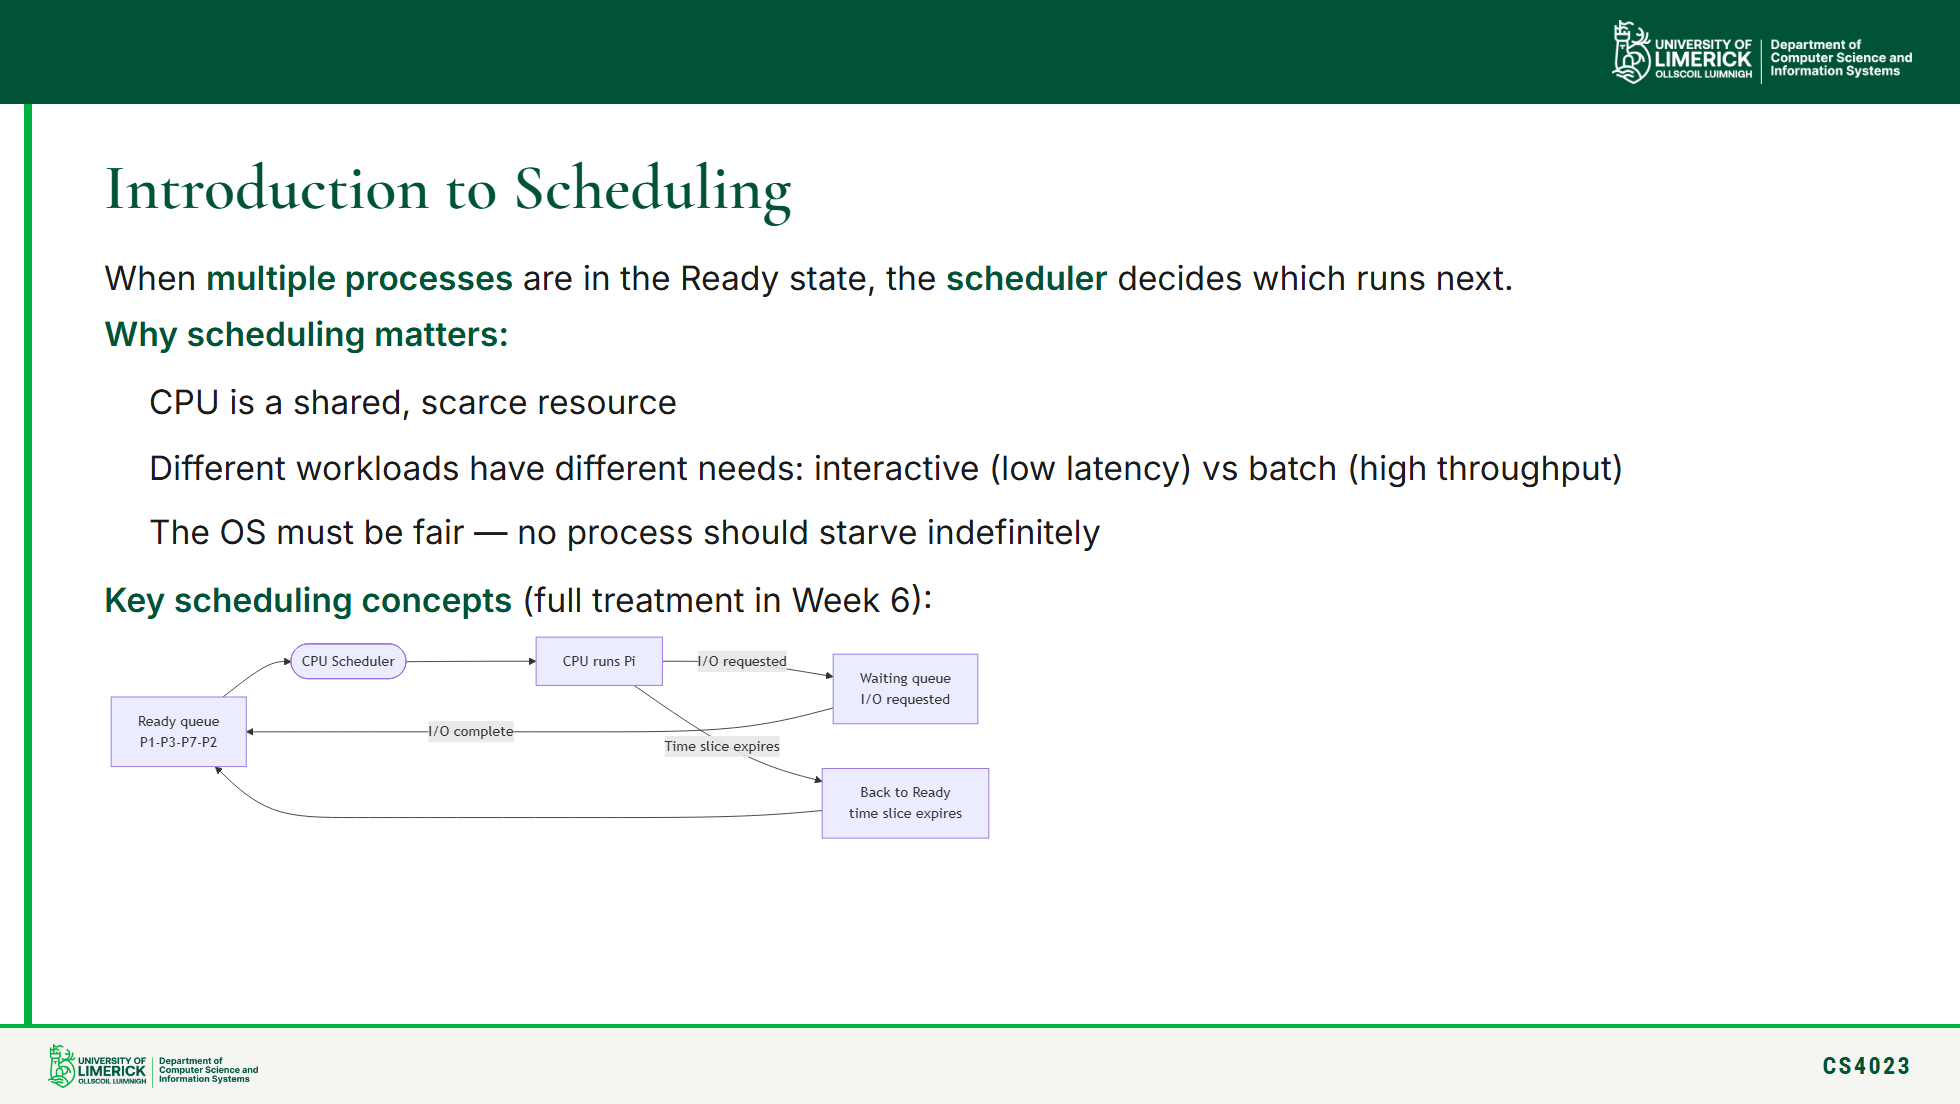 UNIVERSITY OF
LIMERICK
OLLSCOIL LUIMNIGH
Department of
Computer Science and
Information Systems
Introduction to Scheduling
When multiple processes are in the Ready state, the scheduler decides which runs next.
Why scheduling matters:
CPU is a shared, scarce resource
Different workloads have different needs: interactive (low latency) vs batch (high throughput)
The OS must be fair — no process should starve indefinitely
Key scheduling concepts (full treatment in Week 6):
CPU Scheduler
CPU runs Pi
I/O requested
Waiting queue
I/O requested
Ready queue
P1-P3-P7-P2
I/O complete
Time slice expires
Back to Ready
time slice expires
UNIVERSITY OF
LIMERICK
OLLSCOIL LUIMNIGH
Department of
Computer Science and
Information Systems
CS4023